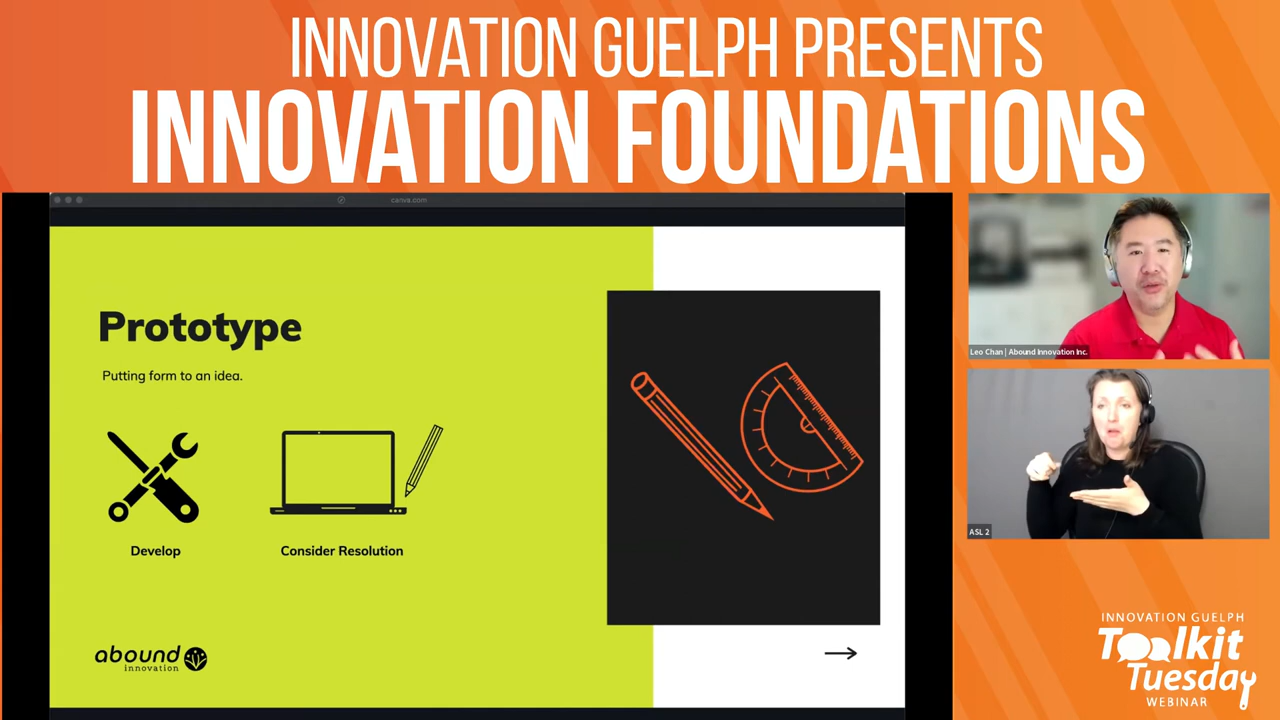 INNOVATION GUELPH PRESENTS
INNOVATION FOUNDATIONS
canva.com
Prototype
Putting form to an idea.
Develop
Consider Resolution
abound
innovation
Leo Chan | Abound Innovation Inc.
ASL 2
INNOVATION GUELPH
Toolkit
Tuesday
WEBINAR